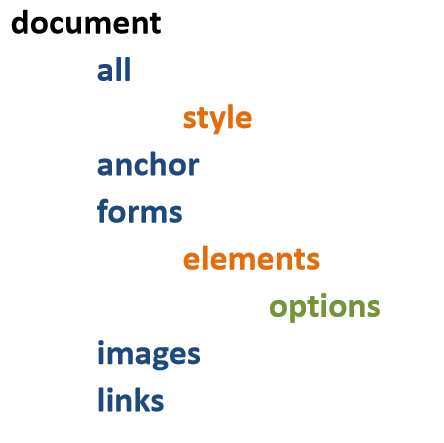 document
all
style
anchor
forms
elements
options
images
links